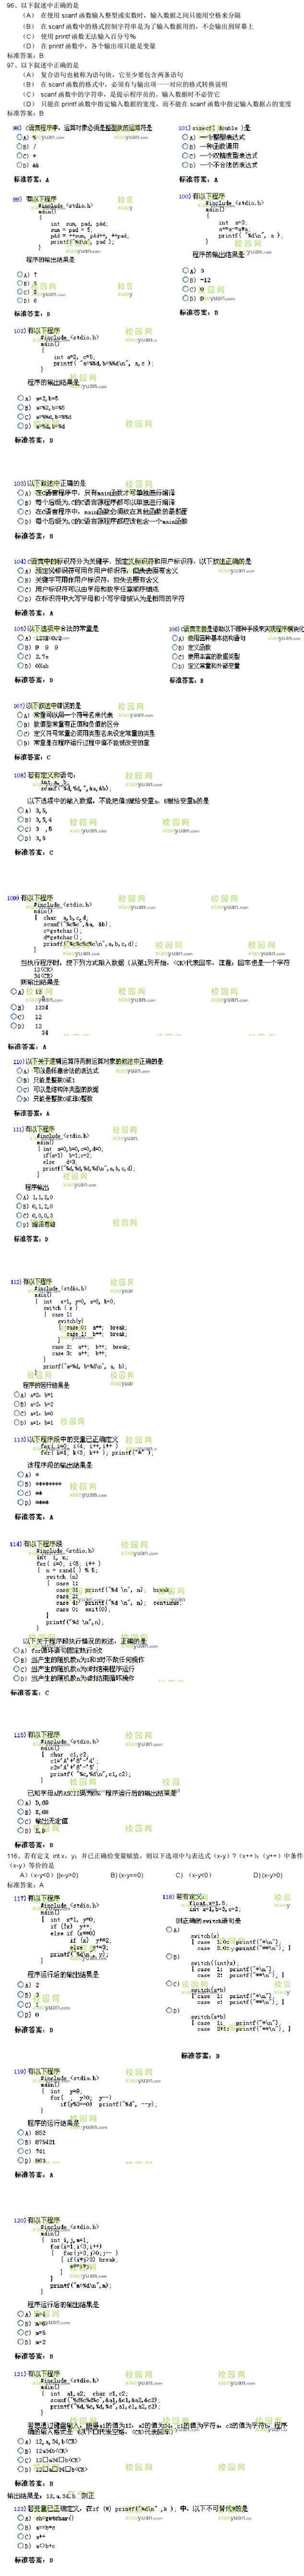 96、以下叙述中正确的是
（A） 在使用 scanf 函数输入整型或实数时，输入数据之间只能用空格来分隔
（B） 在 scanf 函数的格式控制字符串是为了输入数据用的，不会输出到屏幕上
（C） 使用 printf 函数无法输入百分号%
（D） 在 printf 函数中，各个输出项只能是变量
标准答案：B
97、以下叙述中正确的是
（A） 复合语句也被称为语句块，它至少要包含两条语句
（B） 在 scanf 函数的格式中，必须有与输出项一一对应的格式转换符
（C） scanf 函数中的字符串，是提示程序员的，输入数据时不必管它
（D） 只能在 printf 函数中指定输入数据的宽度，而不能在 scanf 函数中指定输入数据占的宽度
标准答案：B
98) C语言程序中，运算对象必须是整型数的运算符是
A) %
B) /
C) *
D) &&
标准答案：A
99) 有以下程序
#include <stdio.h>
main()
{
int sum, pad, pAd;
sum = pad = 5;
pAd = ++sum, pAd++, ++pad;
printf("%d\n", pad );
}
程序的输出结果是
A) 7
D) 6
标准答案：D
101) sizeof( double )是
A) 一个整型表达式
B) 一种函数调用
C) 一个双精度型表达式
D) 一个不合法的表达式
标准答案：A
100) 有以下程序
#include <stdio.h>
main()
{
int a=3;
printf( "%d\n", a );
}
程序的输出结果是
A) 3
B) -12
C) 0
D) 9
标准答案：B
102) 有以下程序
#include <stdio.h>
main()
{
int a=2, c=5;
printf( "a=%%d,b=%%d\n", a,c );
}
程序的输出结果是
A) a=2,b=5
B) a=%2,b=%5
C) a=%%d,b=%%d
D) a=%d,b=%d
标准答案：D
103) 以下叙述中正确的是
A) 在C语言程序中，只有main函数才可单独进行编译
B) 每个后缀为.C的C语言源程序都可以单独进行编译
C) 在C语言程序中，main函数必须放在其他函数的最前面
D) 每个后缀为.C的C语言源程序都应该包含一个main函数
标准答案：B
104) C语言中的标识符分为关键字、预定义标识符和用户标识符，以下叙述正确的是
A) 预定义标识符可用作用户标识符，但失去原有含义
B) 关键字可用作用户标识符，但失去原有含义
C) 用户标识符可以由字母和数字任意顺序组成
D) 在标识符中大写字母和小写字母被认为是相同的字符
标准答案：A
105) 以下选项中合法的常量是
B) 9 9 9
C) 2.7e
D) 0Xab
标准答案：D
106) C语言主要是借助以下哪种手段来实现程序模块化
A) 使用三种基本结构语句
B) 定义函数
C) 使用丰富的数据类型
D) 定义常量和外部变量
标准答案：B
107) 以下叙述中错误的是
A) 常量可以用一个符号名来代表
B) 数值型常量有正值和负值的区分
C) 定义符号常量必须用类型名来设定常量的类型
D) 常量是在程序运行过程中值不能被改变的量
标准答案：C
108) 若有定义和语句：
int a, b;
scanf("%d,%d,",&a,&b);
以下选项中的输入数据，不能把值3赋给变量a、5赋给变量b的是
A) 3,5,
B) 3,5,4
C) 3 ,5
D) 3,5
标准答案：C
109) 有以下程序
#include <stdio.h>
main()
{ char a,b,c,d;
scanf("%c%c",&a, &b);
c=getchar();
d=getchar();
printf("%c%c%c%c\n",a,b,c,d);
}
当执行程序时，按下列方式输入数据（从第1列开始，<CR>代表回车，注意：回车也是一个字符
12<CR>
34<CR>
则输出结果是
A) 12
3
B) 1234
C) 12
D) 12
34
标准答案：A
110) 以下关于逻辑运算符两侧运算对象的叙述中正确的是
A) 可以是任意合法的表达式
B) 只能是整数0或1
C) 可以是结构体类型的数据
D) 只能是整数0或非0整数
标准答案：A
111) 有以下程序
#include <stdio.h>
main()
{ int a=0,b=0,c=0,d=0;
if(a=1) b=1;c=2;
else d=3;
printf("%d,%d,%d,%d\n",a,b,c,d);
}
程序输出
A) 1,1,2,0
B) 0,1,2,0
C) 0,0,0,3
D) 编译有错
标准答案：D
112) 有以下程序
#include <stdio.h>
main()
{ int x=1, y=0, a=0, b=0;
switch ( x )
{ case 1:
switch(y)
{ case 0: a++; break;
case 1: b++; break;
}
case 2: a++; b++; break;
case 3: a++; b++;
}
printf("a=%d, b=%d\n", a, b);
}
程序的运行结果是
A) a=2, b=1
B) a=2, b=2
C) a=1, b=0
D) a=1, b=1
标准答案：A
113) 以下程序段中的变量已正确定义
for( i=0; i<4; i++,i++ )
for( k=1; k<3; k++ ); printf("*" );
该程序段的输出结果是
A) *
B) ********
C) **
D) ****
标准答案：A
114) 有以下程序段
#include <stdio.h>
int i, n;
for( i=0; i<8; i++ )
{ n = rand() % 5;
switch (n)
{ case 1:
case 3: printf("%d \n", n); break;
case 2:
case 4: printf("%d \n", n); continue;
case 0: exit(0);
}
printf("%d \n",n);
}
以下关于程序段执行情况的叙述，正确的是
A) for循环语句固定执行8次
B) 当产生的随机数n为1和2时不做任何操作
C) 当产生的随机数n为0时结束程序运行
D) 当产生的随机数n为4时结束循环操作
标准答案：C
115) 有以下程序
#include <stdio.h>
main()
{ char c1,c2;
c1='A'+'8'-'4';
c2='A'+'8'-'5';
printf( "%c,%d\n",c1,c2);
}
已知字母A的ASCII码为65，程序运行后的输出结果是
A) D,69
B) E,68
C) 输出无定值
D) E,D
标准答案：B
116、若有定义 int x，y；并已正确给变量赋值，则以下选项中与表达式（x-y）？(x++)：(y++）中条件
（x-y）等价的是
A）(x-y<0）||x-y>0) B) (x-y==0) C)（x-y<0） D) (x-y>0)
标准答案：A
117) 有以下程序
#include <stdio.h>
main()
{ int x=1, y=0;
if (!x) y++;
else if (x==0)
if (x) y+=2;
else y+=3;
printf("%d\n", y);
}
程序运行后的输出结果是
A) 2
B) 3
C) 1
D) 0
标准答案：D
118) 若有定义：
float x=1.5;
int a=1,b=3,c=2;
则正确的switch语句是
A)
switch(x)
{ case 1.0: printf("*\n");
case 2.0: printf("**\n"); }
B)
switch((int)x);
{ case 1: printf("*\n");
case 2: printf("**\n"); }
C)
switch(a+b)
{ case 1: printf("*\n");
case c: printf("**\n"); }
D)
switch(a+b)
{ case 1: printf("*\n");
case 2+1: printf("**\n"); }
标准答案：D
119) 有以下程序
#include <stdio.h>
main()
{ int y=9;
for( ; y>0; y--)
if(y%3==0) printf("%d", --y);
}
程序的运行结果是
A) 852
B) 875421
C) 741
D) 963
标准答案：A
120) 有以下程序
#include <stdio.h>
main()
{ int i,j,m=1;
for(i=1;i<3;i++)
{ for(j=3;j>0;j-- )
{ if(i*j>3) break;
m*=i*j;
}
}
printf("m=%d\n",m);
}
程序运行后的输出结果是
A) m=4
B) m=6
C) m=5
D) m=2
标准答案：B
121) 有以下程序
#include <stdio.h>
main()
{ int a1, a2; char c1, c2;
scanf("%d%c%d%c",&a1,&c1,&a2,&c2);
printf("%d,%c,%d,%c",a1,c1,a2,c2);
}
若要通过键盘输入，使得a1的值为12，a2的值为34，c1的值为字符a，c2的值为字符b，程序
A) 12,a,34,b<CR>
B) 12a34b<CR>
标准答案：B
输出结果是：12, a, 34, b 则正
122) 若变量已正确定义，在if (W) printf("%d\n",k ); 中，以下不可替代W的是
A) ch=getchar()
B) a==b+c
C) a++
D) a<>b+c
标准答案：D